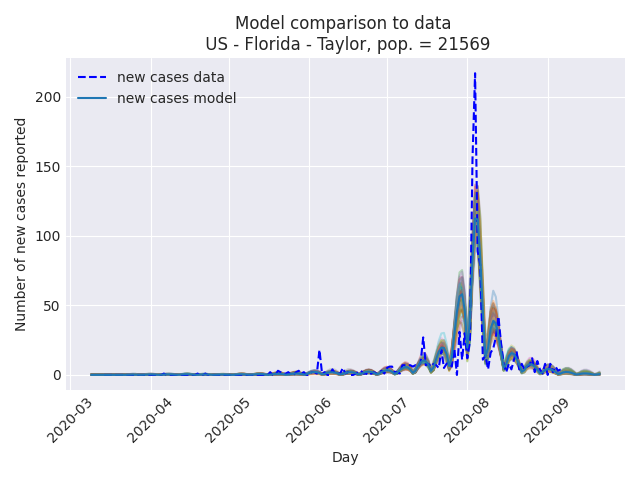 Model comparison to data
US - Florida - Taylor, pop. = 21569
new cases data
new cases model
Number of new cases reported
200
150
100
50
0
2020-03
2020-04
2020-05
2020-06
2020-07
2020-08
2020-09
Day